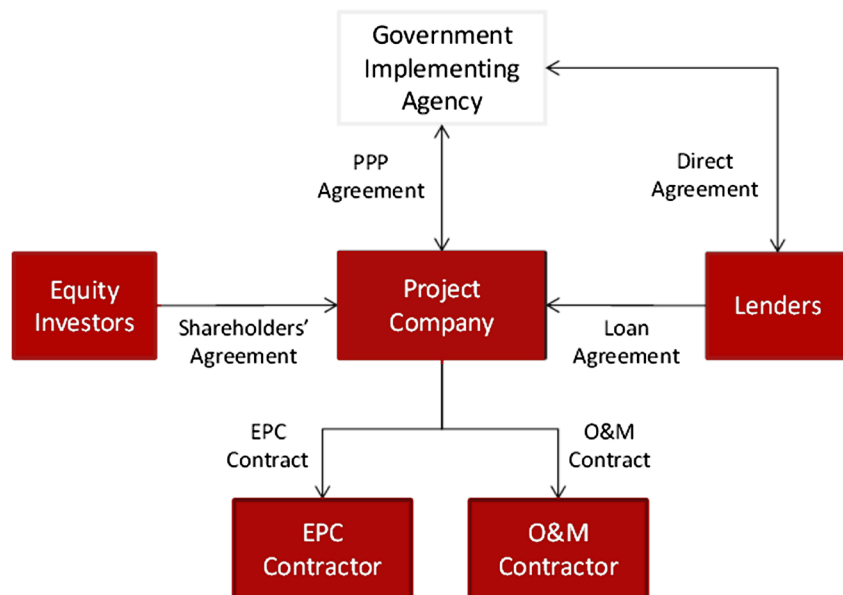 Government
Implementing
Agency
PPP
Agreement
Direct
Agreement
Equity
Investors
Shareholders’
Agreement
Project
Company
Loan
Agreement
Lenders
EPC
Contract
O&M
Contract
EPC
Contractor
O&M
Contractor